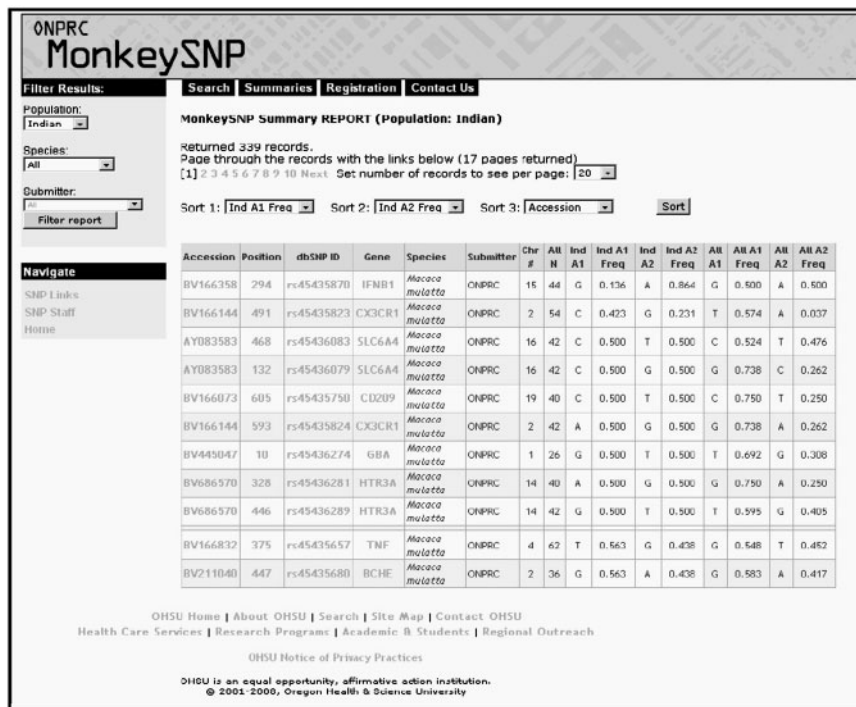 ONPRC
MonkeySNP
Filter Results:
Population:
Indian
Species:
All
Submitter:
All
Filter report
Navigate
SNP Links
SNP Staff
Home
Search Summaries Registration Contact Us
MonkeySNP Summary REPORT (Population: Indian)
Returned 339 records.
Page through the records with the links below (17 pages returned)
[1] 2 3 4 5 6 7 8 9 10 Next Set number of records to see per page: 20
Sort 1: Ind A1 Freq Sort 2: Ind A2 Freq Sort 3: Accession Sort
Accession Position dbSNP ID Gene Species Submitter Chr # All N Ind A1 Ind A1 Freq Ind A2 Ind A2 Freq All A1 All A1 Freq All A2 All A2 Freq
BV166358 294 rs45435870 IFNB1 Macaca mulatta ONPRC 15 44 G 0.136 A 0.864 G 0.500 A 0.500
BV166144 491 rs45435823 CX3CR1 Macaca mulatta ONPRC 2 54 C 0.423 G 0.231 T 0.574 A 0.037
AY083583 468 rs45436083 SLC6A4 Macaca mulatta ONPRC 16 42 C 0.500 T 0.500 C 0.524 T 0.476
AY083583 132 rs45436079 SLC6A4 Macaca mulatta ONPRC 16 42 C 0.500 G 0.500 G 0.738 C 0.262
BV166073 605 rs45435750 CD209 Macaca mulatta ONPRC 19 40 C 0.500 T 0.500 C 0.750 T 0.250
BV166144 593 rs45435824 CX3CR1 Macaca mulatta ONPRC 2 42 A 0.500 G 0.500 G 0.738 A 0.262
BV445047 10 rs45436274 GBA Macaca mulatta ONPRC 1 26 G 0.500 T 0.500 T 0.692 G 0.308
BV686570 328 rs45436281 HTR3A Macaca mulatta ONPRC 14 40 A 0.500 G 0.500 G 0.750 A 0.250
BV686570 446 rs45436289 HTR3A Macaca mulatta ONPRC 14 42 G 0.500 T 0.500 T 0.595 G 0.405
BV166832 375 rs45435657 TNF Macaca mulatta ONPRC 4 62 T 0.563 G 0.438 G 0.548 T 0.452
BV211040 447 rs45435680 BCHE Macaca mulatta ONPRC 2 36 G 0.563 A 0.438 G 0.583 A 0.417
OHSU Home | About OHSU | Search | Site Map | Contact OHSU
Health Care Services | Research Programs | Academic & Students | Regional Outreach
OHSU Notice of Privacy Practices
OHSU is an equal opportunity, affirmative action institution.
© 2001-2008, Oregon Health & Science University